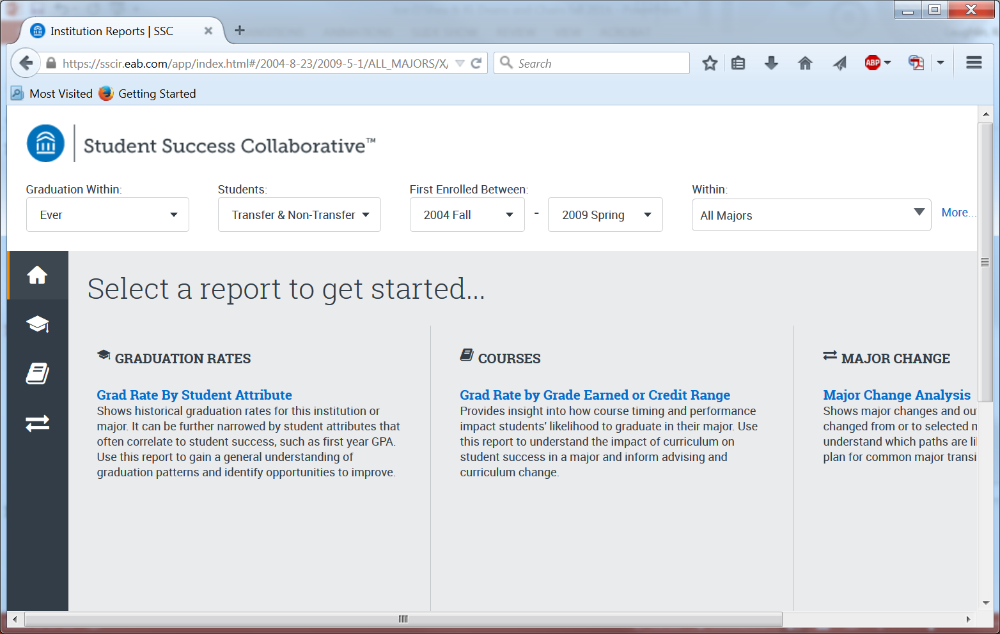 Institution Reports | SSC
https://sscir.eab.com/app/index.html#/2004-8-23/2009-5-1/ALL_MAJORS/X/
Search
ABP
Most Visited
Getting Started
Student Success Collaborative™
Graduation Within:
Students:
First Enrolled Between:
Within:
Ever
Transfer & Non-Transfer
2004 Fall
-
2009 Spring
All Majors
More...
Select a report to get started...
GRADUATION RATES
Grad Rate By Student Attribute
Shows historical graduation rates for this institution or
major. It can be further narrowed by student attributes that
often correlate to student success, such as first year GPA.
Use this report to gain a general understanding of
graduation patterns and identify opportunities to improve.
COURSES
Grad Rate by Grade Earned or Credit Range
Provides insight into how course timing and performance
impact students' likelihood to graduate in their major. Use
this report to understand the impact of curriculum on
student success in a major and inform advising and
curriculum change.
MAJOR CHANGE
Major Change Analysis
Shows major changes and ou
changed from or to selected
understand which paths are li
plan for common major transi